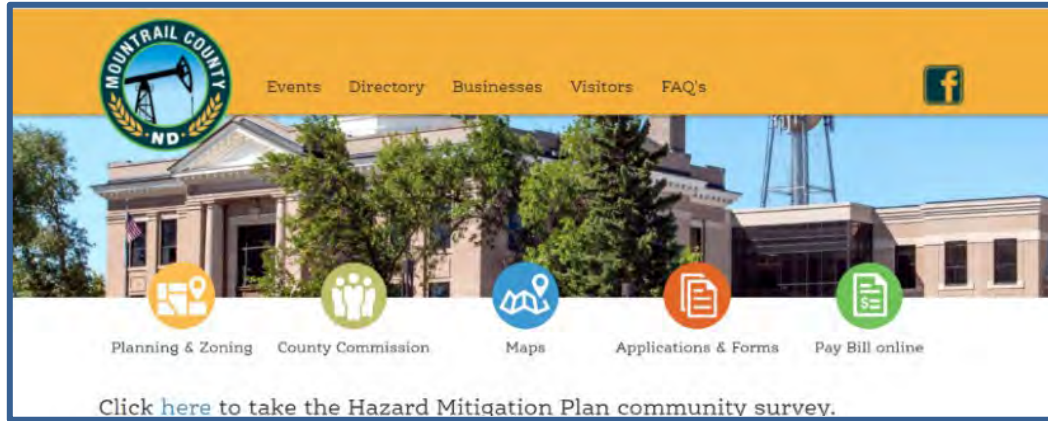 MOUNTRAIL COUNTY
ND
Events Directory Businesses Visitors FAQ's
f
Planning & Zoning County Commission Maps Applications & Forms Pay Bill online
Click here to take the Hazard Mitigation Plan community survey.